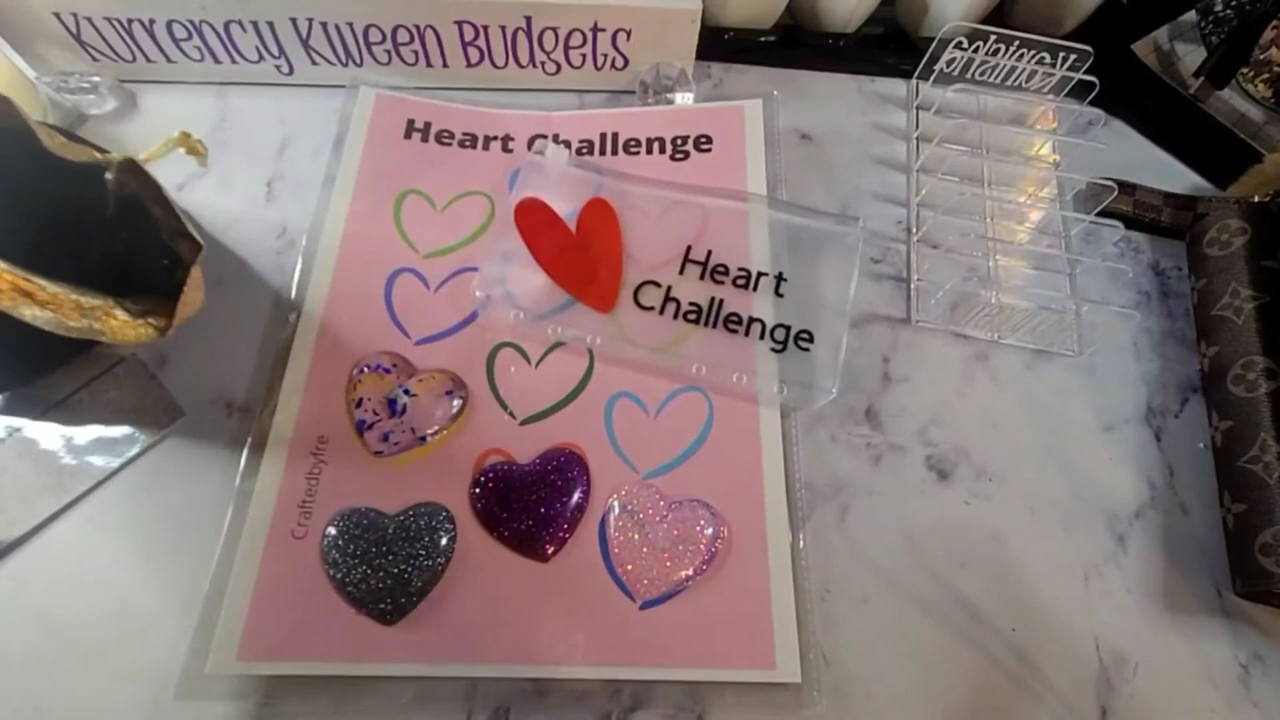 Kurrency Kween Budgets
Heart Challenge
Heart
Challenge
Craftedbyfre